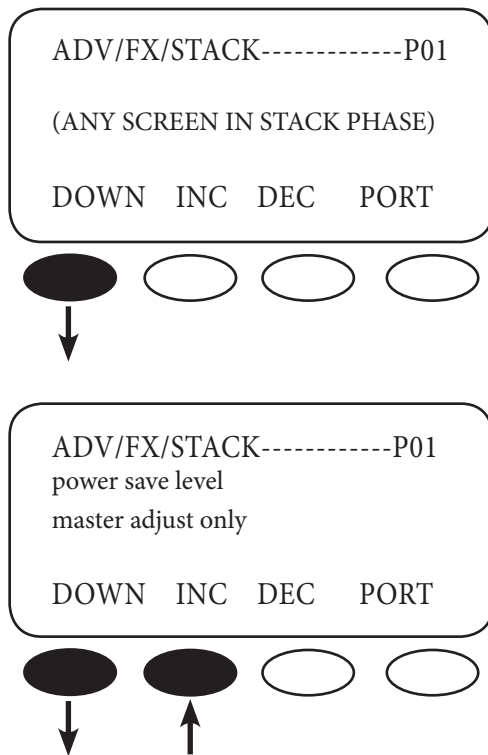 ADV/FX/STACK-------------P01
(ANY SCREEN IN STACK PHASE)
DOWN INC DEC PORT
ADV/FX/STACK------------P01
power save level
master adjust only
DOWN INC DEC PORT